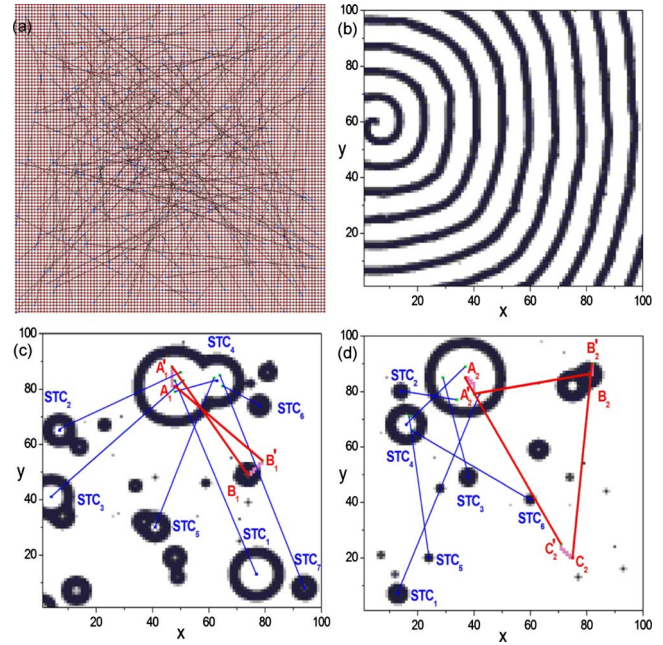 (a)
(b)
100
80
60
y
40
20
20 40 60 80 100
x
(c)
100
80
60
y
40
20
20 40 60 80 100
x
A'1
A1
B'1
B1
STC4
STC2
STC6
STC3
STC5
STC1
STC7
(d)
100
80
60
y
40
20
20 40 60 80 100
x
B'2
A2
STC2
A'2
B2
STC4
STC3
STC6
C'2
C2
STC5
STC1